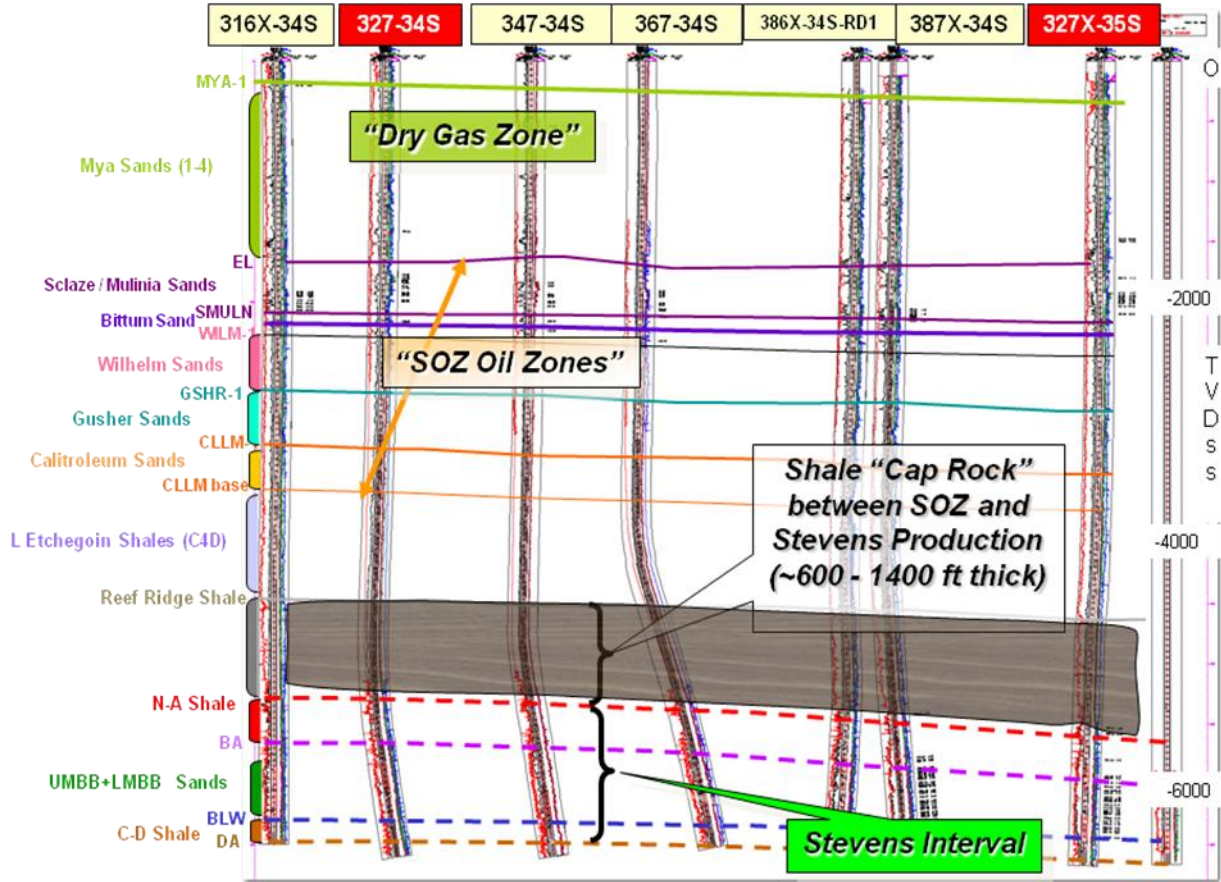 316X-34S
327-34S
347-34S
367-34S
386X-34S-RD1
387X-34S
327X-35S
O
MYA-1
“Dry Gas Zone”
Mya Sands (1-4)
EL
Sclaze / Mulinia Sands
-2000
SMULN
Bittum Sand
WILM-1
“SOZ Oil Zones”
Wilhelm Sands
T
V
D
s
s
GSHR-1
Gusher Sands
CLLM-
Calitroleum Sands
CLLM base
Shale “Cap Rock”
between SOZ and
Stevens Production
(~600 - 1400 ft thick)
L Etchegoin Shales (C4D)
-4000
Reef Ridge Shale
N-A Shale
BA
UMBB+LMBB Sands
-6000
BLW
C-D Shale
DA
Stevens Interval